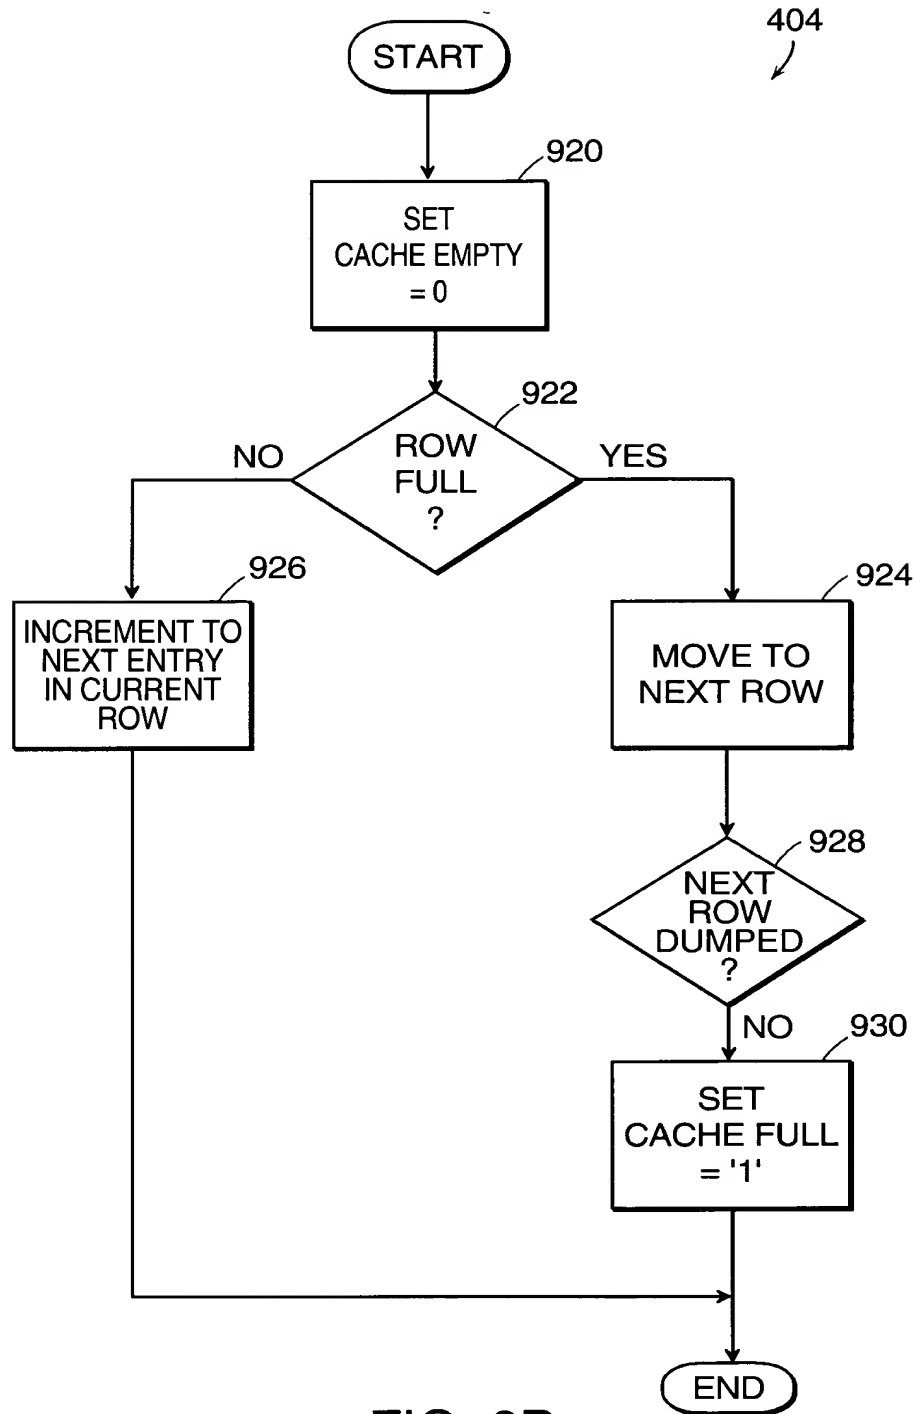 404
START
920
SET
CACHE EMPTY
= 0
922
ROW
FULL
?
NO
YES
926
INCREMENT TO
NEXT ENTRY
IN CURRENT
ROW
924
MOVE TO
NEXT ROW
928
NEXT
ROW
DUMPED
?
NO
930
SET
CACHE FULL
= '1'
END